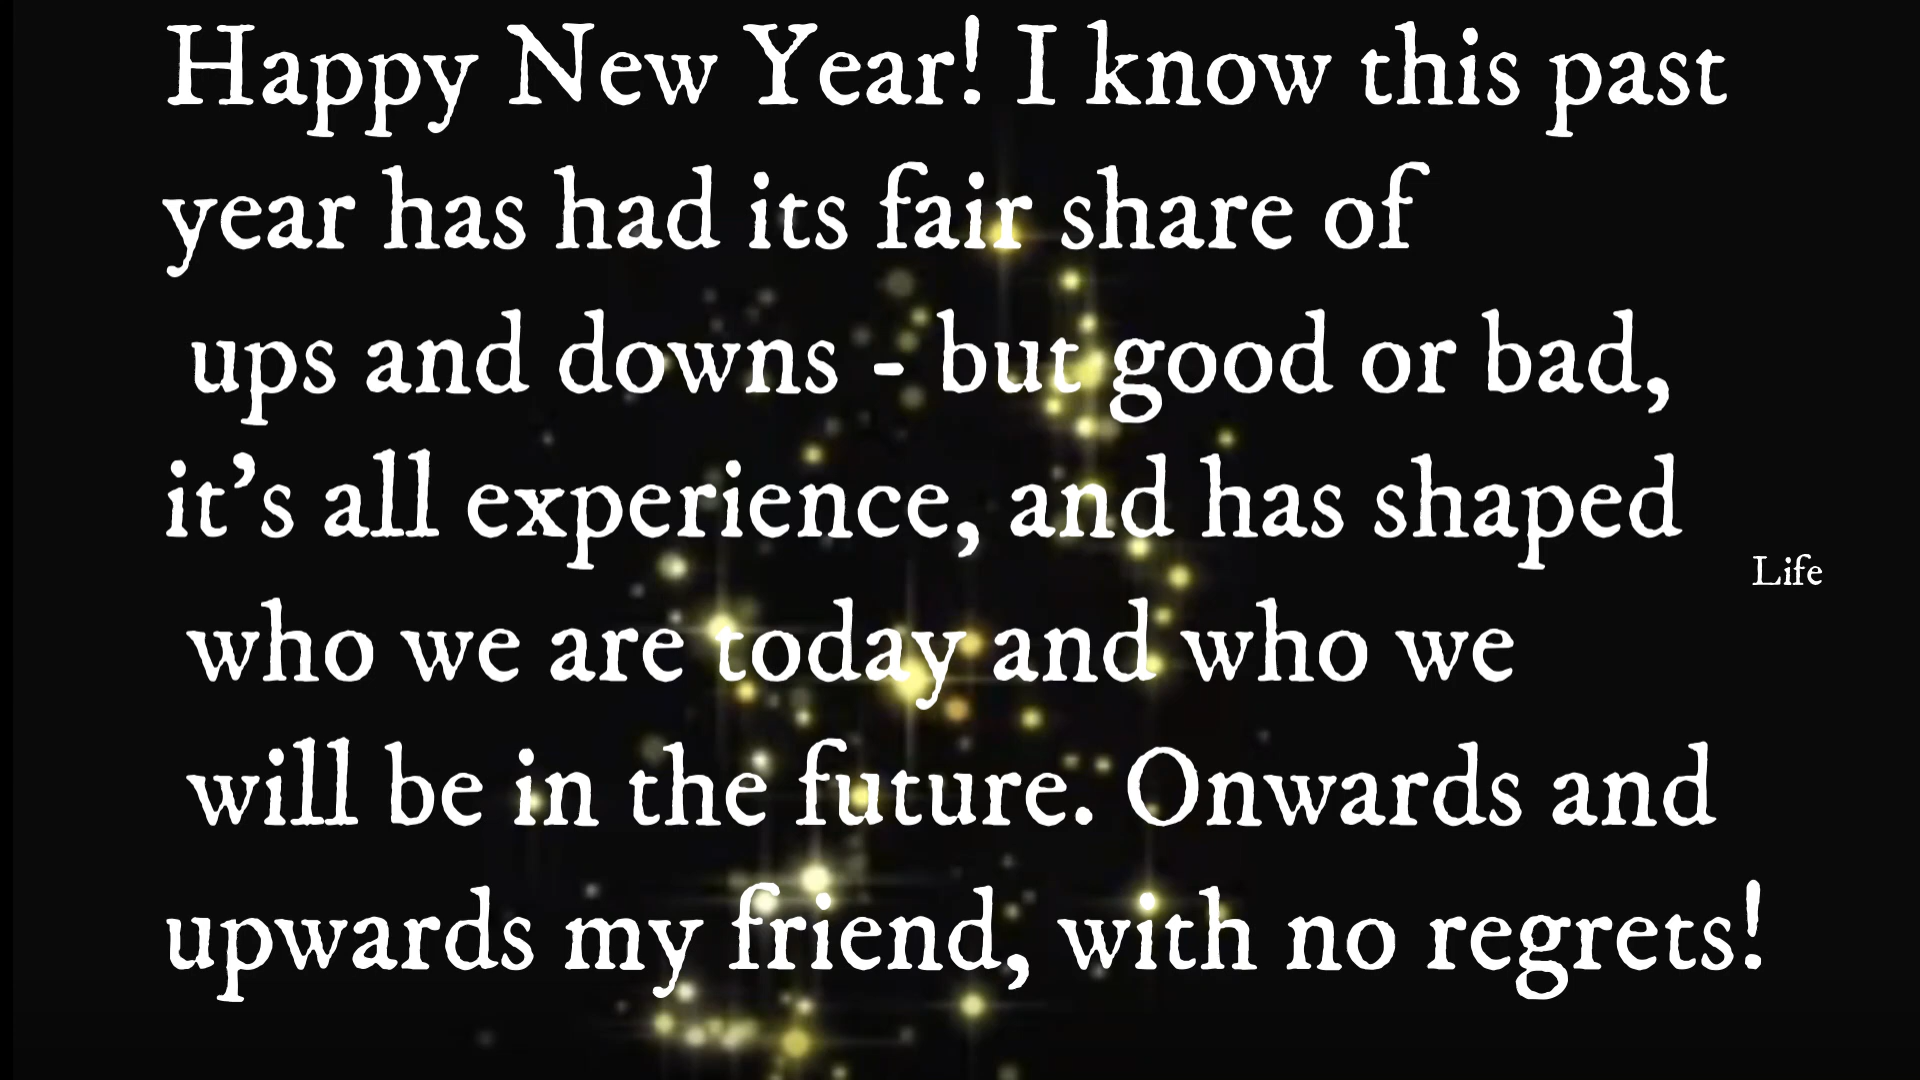 Happy New Year! I know this past
year has had its fair share of
ups and downs - but good or bad,
it’s all experience, and has shaped
Life
who we are today and who we
will be in the future. Onwards and
upwards my friend, with no regrets!